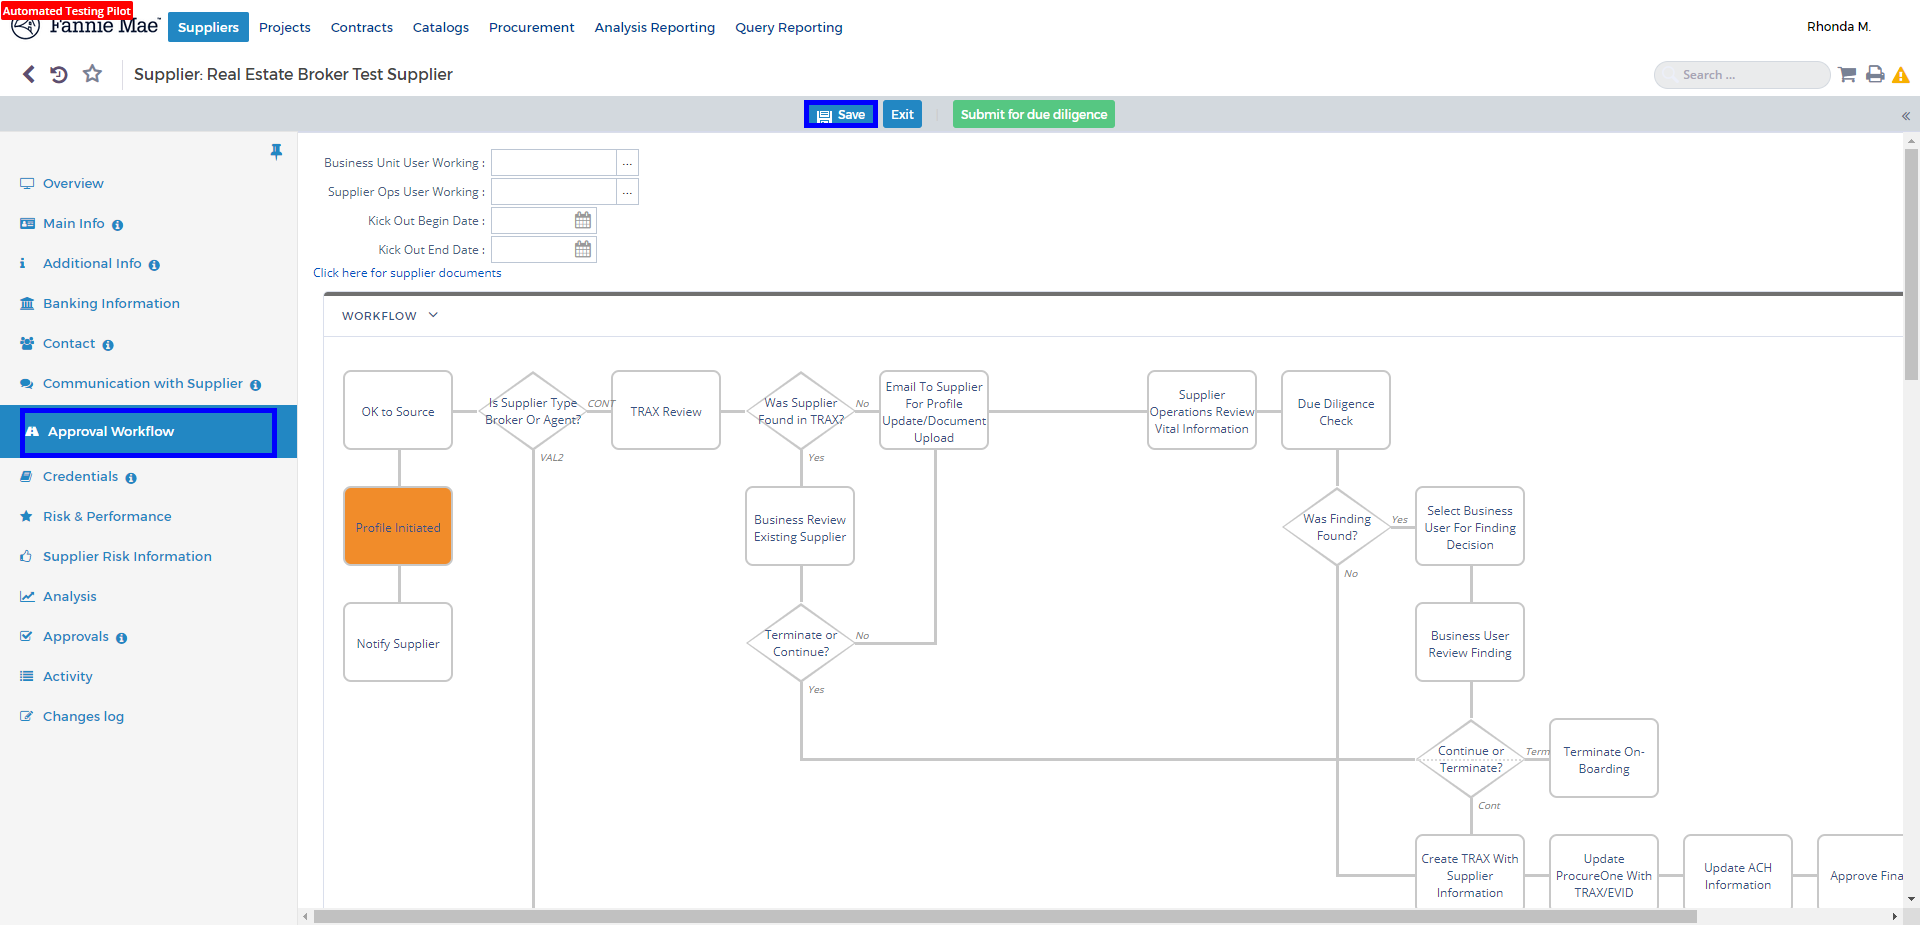 Automated Testing Pilot
Fannie Mae
Suppliers Projects Contracts Catalogs Procurement Analysis Reporting Query Reporting
Rhonda M.
Supplier: Real Estate Broker Test Supplier
Search ...
Save Exit Submit for due diligence
Overview
Main Info
Additional Info
Banking Information
Contact
Communication with Supplier
Approval Workflow
Credentials
Risk & Performance
Supplier Risk Information
Analysis
Approvals
Activity
Changes log
Business Unit User Working :
...
Supplier Ops User Working :
...
Kick Out Begin Date :
Kick Out End Date :
Click here for supplier documents
WORKFLOW
OK to Source
Is Supplier Type
Broker Or Agent?
CONT
VAL2
TRAX Review
Was Supplier
Found in TRAX?
No
Yes
Email To Supplier
For Profile
Update/Document
Upload
Supplier
Operations Review
Vital Information
Due Diligence
Check
Profile Initiated
Business Review
Existing Supplier
Was Finding
Found?
Yes
No
Select Business
User For Finding
Decision
Notify Supplier
Terminate or
Continue?
No
Yes
Business User
Review Finding
Continue or
Terminate?
Term
Cont
Terminate On-
Boarding
Create TRAX With
Supplier
Information
Update
ProcureOne With
TRAX/EVID
Update ACH
Information
Approve Fina